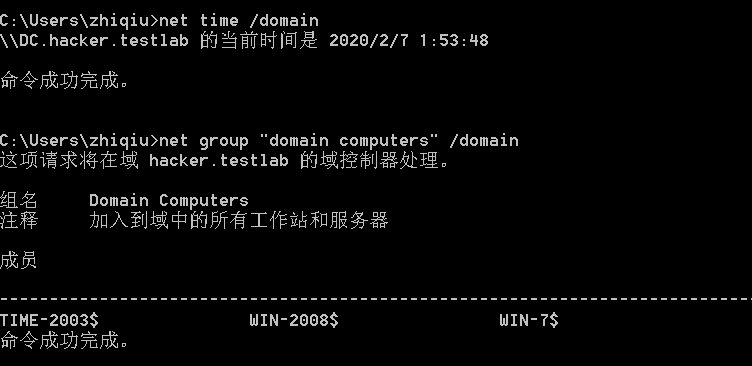 C:\Users\zhiqiu>net time /domain
\\DC.hacker.testlab 的当前时间是 2020/2/7 1:53:48
命令成功完成。
C:\Users\zhiqiu>net group "domain computers" /domain
这项请求将在域 hacker.testlab 的域控制器处理。
组名     Domain Computers
注释     加入到域中的所有工作站和服务器
成员
-------------------------------------------------------------------------------
TIME-2003$               WIN-2008$                WIN-7$
命令成功完成。